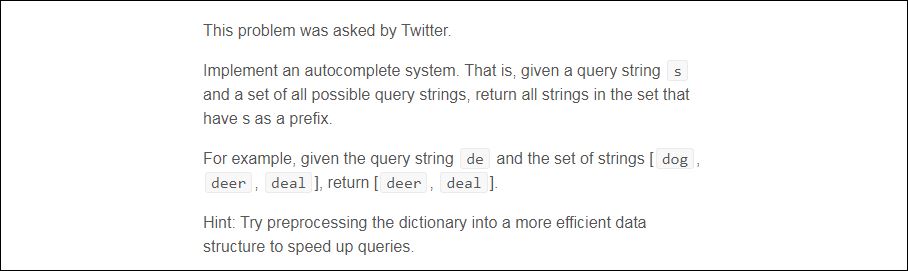 This problem was asked by Twitter.
Implement an autocomplete system. That is, given a query string s
and a set of all possible query strings, return all strings in the set that
have s as a prefix.
For example, given the query string de and the set of strings [ dog ,
deer , deal ], return [ deer , deal ].
Hint: Try preprocessing the dictionary into a more efficient data
structure to speed up queries.